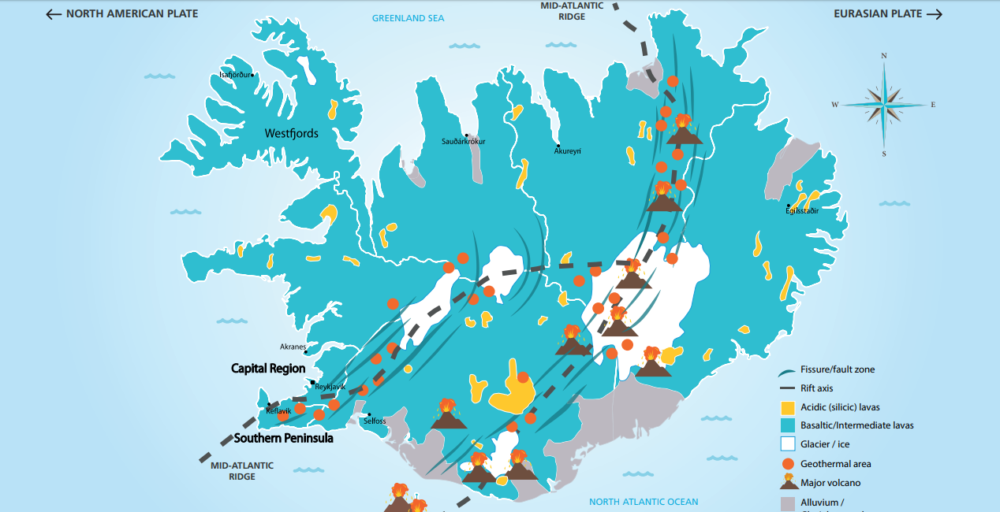 NORTH AMERICAN PLATE
GREENLAND SEA
MID-ATLANTIC
RIDGE
EURASIAN PLATE
N
W
E
S
Isafjörður
Westfjords
Sauðárkrókur
Akureyri
Egilsstaðir
Akranes
Capital Region
Reykjavik
Keflavik
Selfoss
Southern Peninsula
MID-ATLANTIC
RIDGE
NORTH ATLANTIC OCEAN
Fissure/fault zone
Rift axis
Acidic (silicic) lavas
Basaltic/Intermediate lavas
Glacier / ice
Geothermal area
Major volcano
Alluvium /